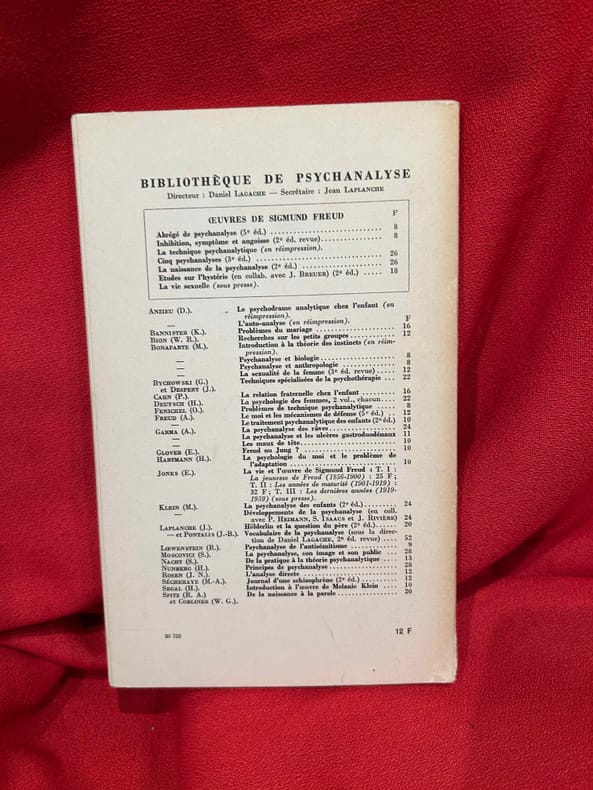 BIBLIOTHÈQUE DE PSYCHANALYSE
Directeur : Daniel LAGACHE — Secrétaire : Jean LAPLANCHE
ŒUVRES DE SIGMUND FREUD F
Abrégé de psychanalyse (5e éd.) 8
Inhibition, symptôme et angoisse (2e éd. revue) 8
La technique psychanalytique (en réimpression).
Cinq psychanalyses (3e éd.) 26
La naissance de la psychanalyse (2e éd.) 26
Etudes sur l'hystérie (en collab. avec J. BREUER) (2e éd.) 18
La vie sexuelle (sous presse).
ANZIEU (D.). Le psychodrame analytique chez l'enfant (en
réimpression).
— L'auto-analyse (en réimpression). F
BANNISTER (K.). Problèmes du mariage 16
BION (W. R.). Recherches sur les petits groupes 12
BONAPARTE (M.). Introduction à la théorie des instincts (en réim-
pression).
— Psychanalyse et biologie 8
— Psychanalyse et anthropologie 8
— La sexualité de la femme (3e éd. revue) 12
BYCHOWSKI (G.) Techniques spécialisées de la psychothérapie 22
et DESPERT (J.).
CAHN (P.). La relation fraternelle chez l'enfant 16
DEUTSCH (H.). La psychologie des femmes, 2 vol., chacun 22
FENICHEL (O.). Problèmes de technique psychanalytique 8
FREUD (A.). Le moi et les mécanismes de défense (5e éd.) 12
— Le traitement psychanalytique des enfants (2e éd.) 10
GARMA (A.). La psychanalyse des rêves 24
— La psychanalyse et les ulcères gastroduodénaux 11
— Les maux de tête 10
GLOVER (E.). Freud ou Jung ? 10
HARTMANN (H.). La psychologie du moi et le problème de
l'adaptation 10
JONES (E.). La vie et l'œuvre de Sigmund Freud : T. I :
La jeunesse de Freud (1856-1900) : 25 F ;
T. II : Les années de maturité (1901-1919) :
32 F ; T. III : Les dernières années (1919-
1939) (sous presse).
KLEIN (M.). La psychanalyse des enfants (2e éd.) 24
— Développements de la psychanalyse (en coll.
avec P. HEIMANN, S. ISAACS et J. RIVIÈRE) 24
LAPLANCHE (J.). Hölderlin et la question du père (2e éd.) 20
— et PONTALIS (J.-B.). Vocabulaire de la psychanalyse (sous la direc-
tion de Daniel LAGACHE, 2e éd. revue) 52
LŒWENSTEIN (R.). Psychanalyse de l'antisémitisme 9
MOSCOVICI (S.). La psychanalyse, son image et son public 28
NACHT (S.). De la pratique à la théorie psychanalytique 13
NUNBERG (H.). Principes de psychanalyse 28
ROSEN (J. N.). L'analyse directe 12
SÉCHEHAYE (M.-A.). Journal d'une schizophrène (2e éd.) 12
SEGAL (H.). Introduction à l'œuvre de Melanie Klein 10
SPITZ (R. A.) De la naissance à la parole 20
et COBLINER (W. G.).
30 733 12 F